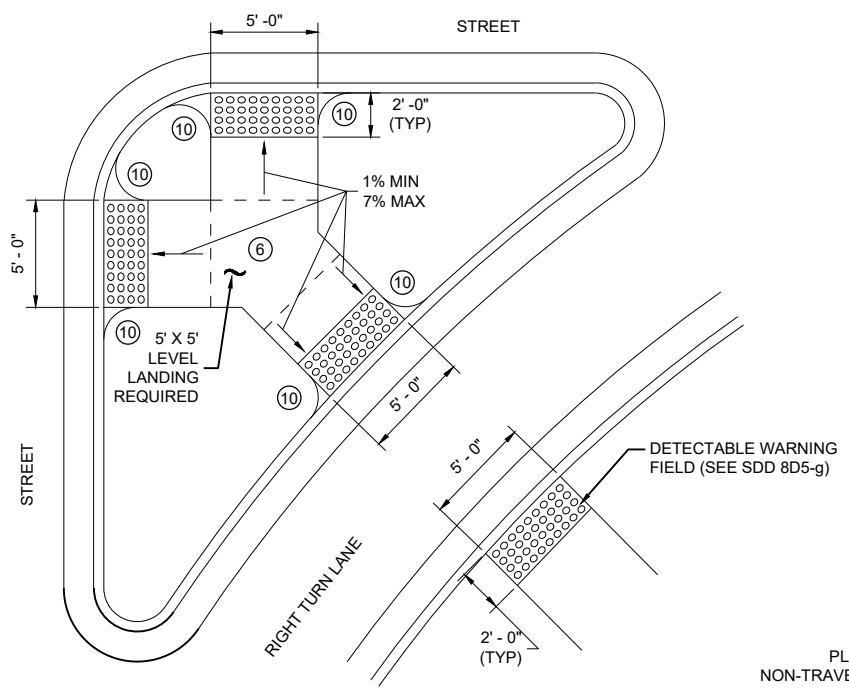 5' -0"
STREET
2' -0"
(TYP)
10
10
10
1% MIN
7% MAX
5' - 0"
6
10
10
5' X 5'
LEVEL
LANDING
REQUIRED
10
5' - 0"
STREET
5' - 0"
DETECTABLE WARNING
FIELD (SEE SDD 8D5-g)
RIGHT TURN LANE
2' - 0"
(TYP)
PL
NON-TRAVE